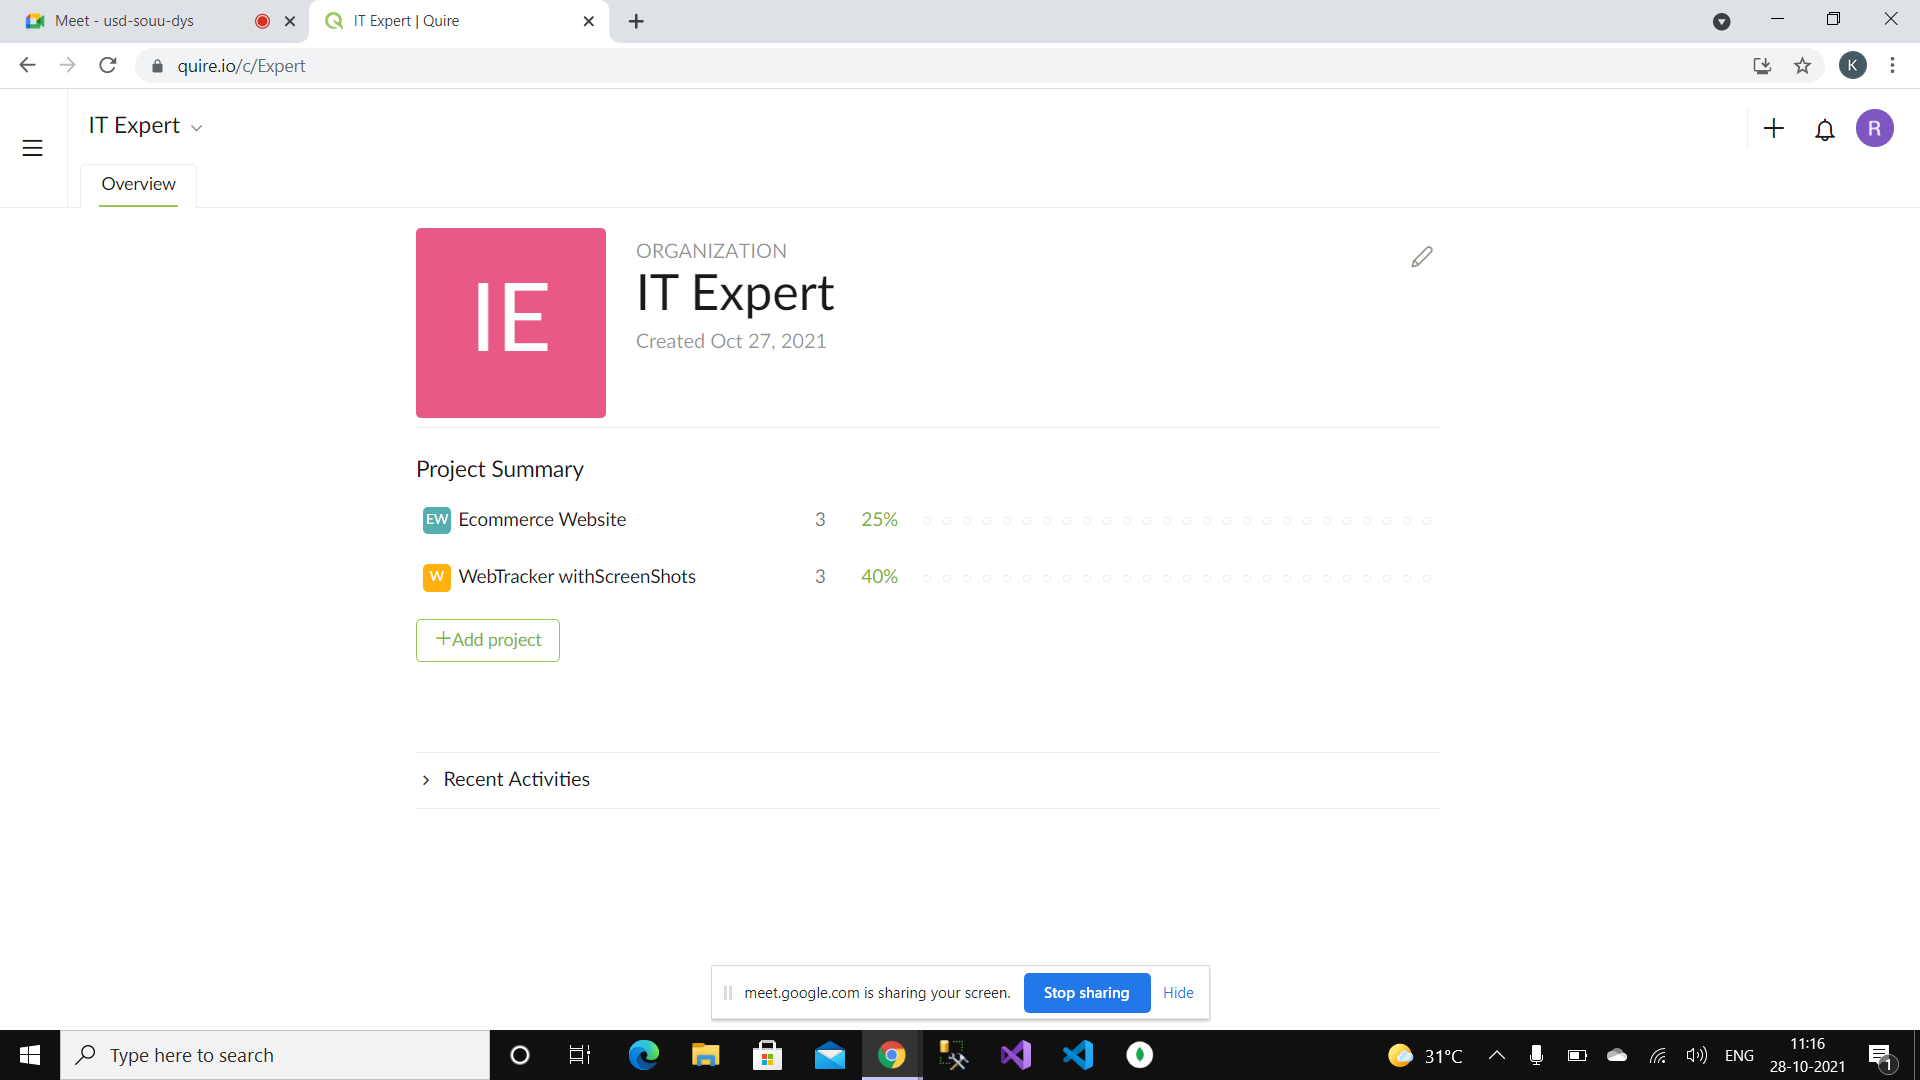 Meet - usd-souu-dys
IT Expert | Quire
quire.io/c/Expert
K
IT Expert
R
Overview
IE
ORGANIZATION
IT Expert
Created Oct 27, 2021
Project Summary
EW Ecommerce Website 3 25%
W WebTracker withScreenShots 3 40%
+Add project
Recent Activities
meet.google.com is sharing your screen. Stop sharing Hide
Type here to search
31°C
ENG
11:16
28-10-2021
1